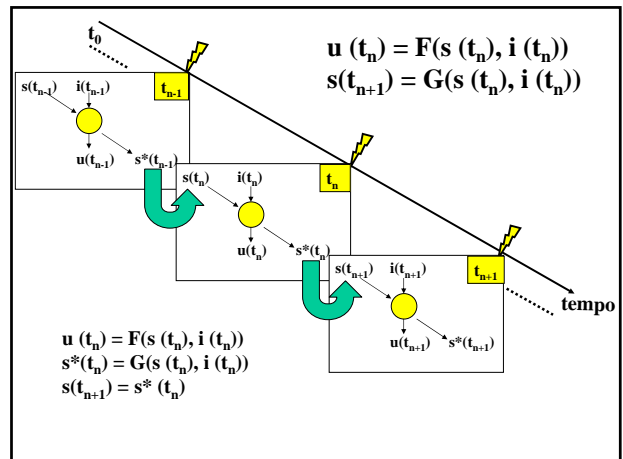 t₀
u (tₙ) = F(s (tₙ), i (tₙ))
s(tₙ₊₁) = G(s (tₙ), i (tₙ))
s(tₙ₋₁) i(tₙ₋₁) tₙ₋₁
u(tₙ₋₁) s*(tₙ₋₁)
s(tₙ) i(tₙ) tₙ
u(tₙ) s*(tₙ)
s(tₙ₊₁) i(tₙ₊₁) tₙ₊₁
tempo
u(tₙ₊₁) s*(tₙ₊₁)
u (tₙ) = F(s (tₙ), i (tₙ))
s*(tₙ) = G(s (tₙ), i (tₙ))
s(tₙ₊₁) = s* (tₙ)